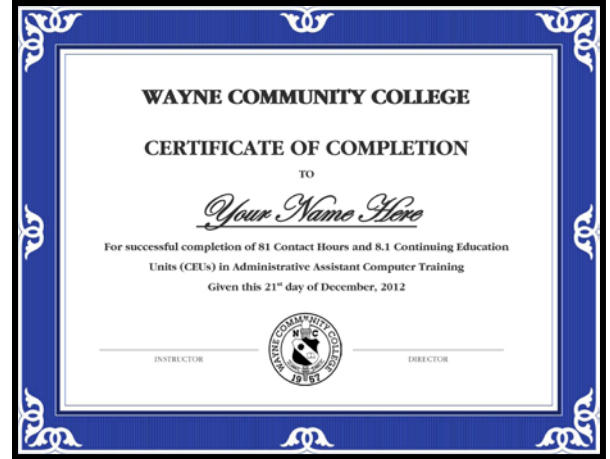 WAYNE COMMUNITY COLLEGE
CERTIFICATE OF COMPLETION
TO
Your Name Here
For successful completion of 81 Contact Hours and 8.1 Continuing Education
Units (CEUs) in Administrative Assistant Computer Training
Given this 21st day of December, 2012
WAYNE COMMUNITY COLLEGE
N C
1957
INSTRUCTOR
DIRECTOR